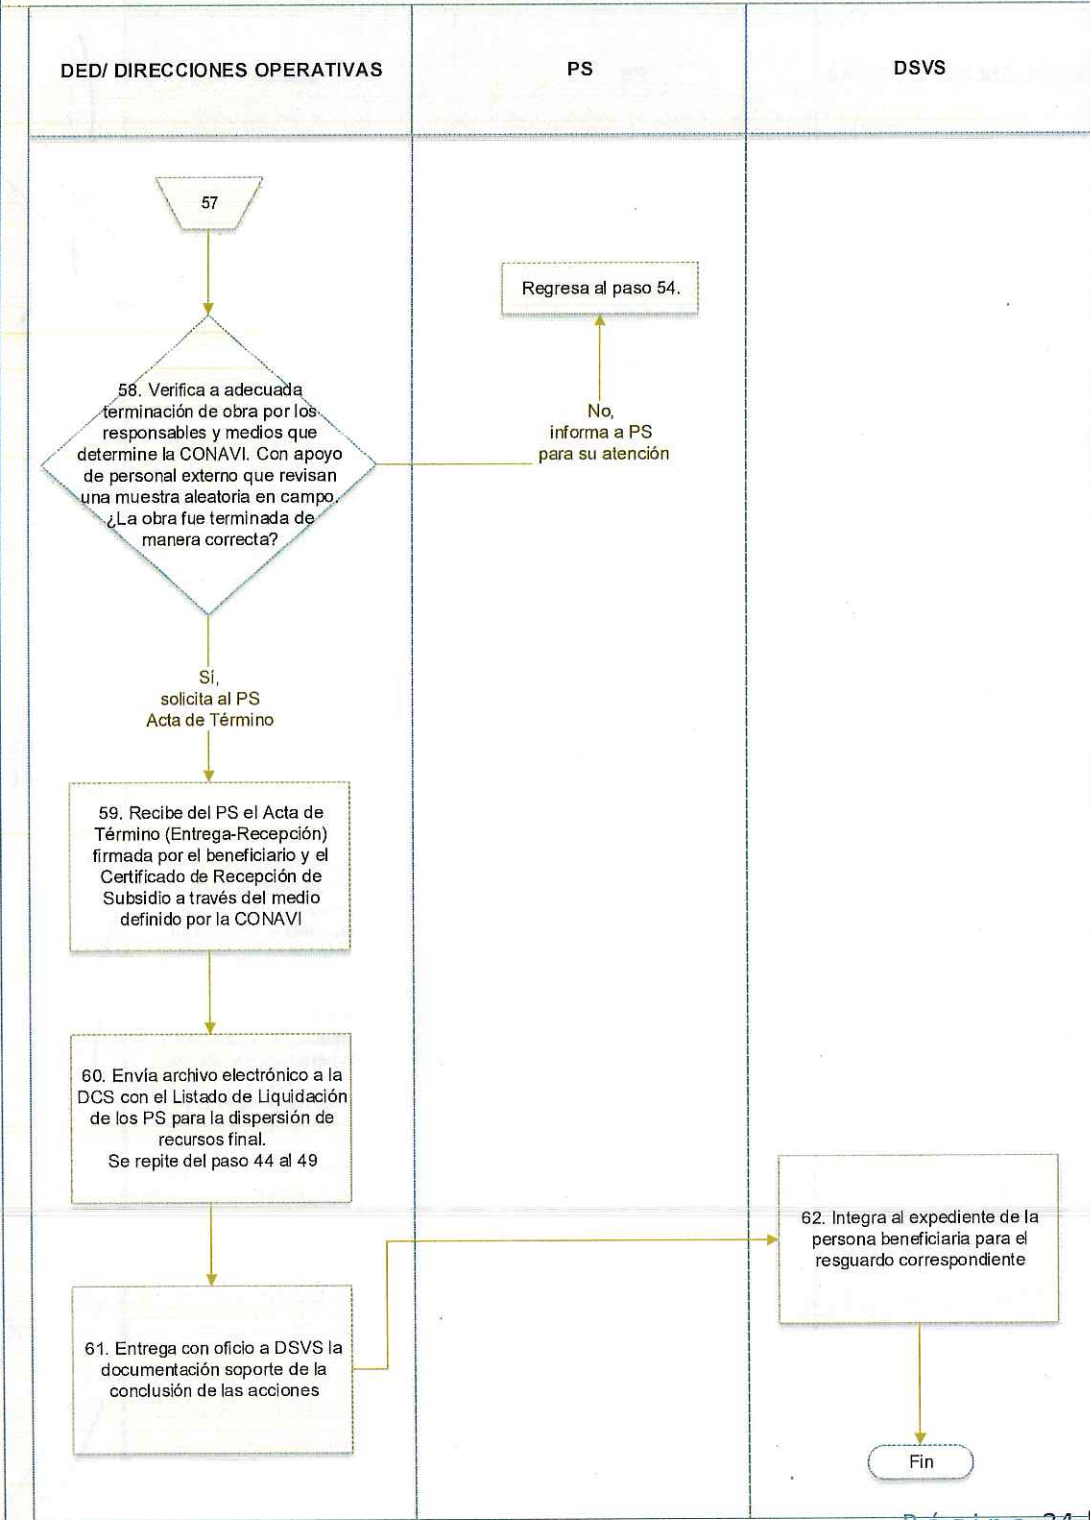 DED/ DIRECCIONES OPERATIVAS
PS
DSVS
57
Regresa al paso 54.
58. Verifica a adecuada
terminación de obra por los
responsables y medios que
determine la CONAVI. Con apoyo
de personal externo que revisan
una muestra aleatoria en campo.
¿La obra fue terminada de
manera correcta?
No,
informa a PS
para su atención
Sí,
solicita al PS
Acta de Término
59. Recibe del PS el Acta de
Término (Entrega-Recepción)
firmada por el beneficiario y el
Certificado de Recepción de
Subsidio a través del medio
definido por la CONAVI
60. Envía archivo electrónico a la
DCS con el Listado de Liquidación
de los PS para la dispersión de
recursos final.
Se repite del paso 44 al 49
62. Integra al expediente de la
persona beneficiaria para el
resguardo correspondiente
61. Entrega con oficio a DSVS la
documentación soporte de la
conclusión de las acciones
Fin